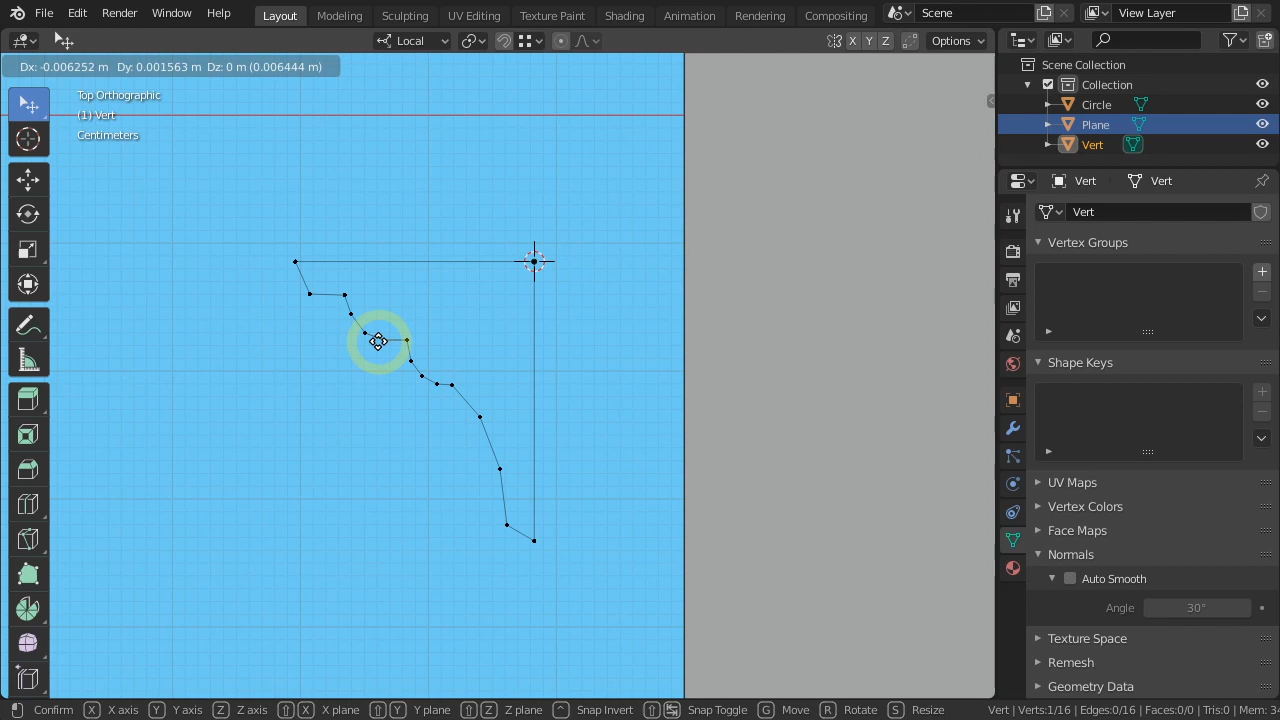 File Edit Render Window Help Layout Modeling Sculpting UV Editing Texture Paint Shading Animation Rendering Compositing Scene View Layer
Local X Y Z Options
Dx: -0.006252 m Dy: 0.001563 m Dz: 0 m (0.006444 m)
Top Orthographic
(1) Vert
Centimeters
Scene Collection
Collection
Circle
Plane
Vert
Vert Vert
Vert
Vertex Groups
Shape Keys
UV Maps
Vertex Colors
Face Maps
Normals
Auto Smooth
Angle 30°
Texture Space
Remesh
Geometry Data
Confirm X X axis Y Y axis Z Z axis X X plane Y Y plane Z Z plane Snap Invert Snap Toggle G Move R Rotate S Resize Vert | Verts:1/16 | Edges:0/16 | Faces:0/0 | Tris:0 | Mem: 34